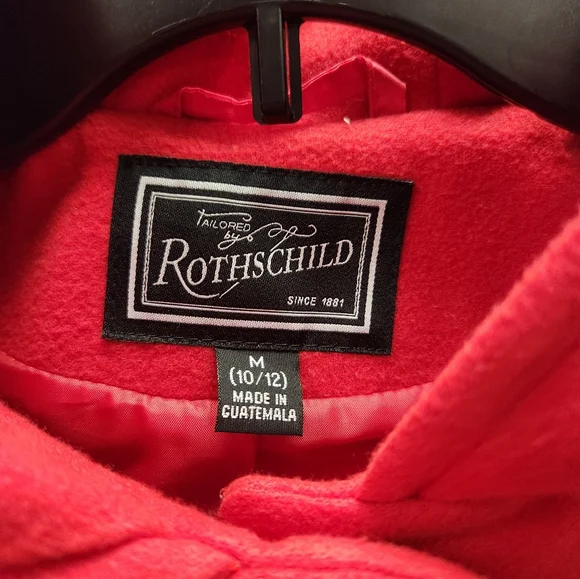 TAILORED
by
ROTHSCHILD
SINCE 1881
M
(10/12)
MADE IN
GUATEMALA